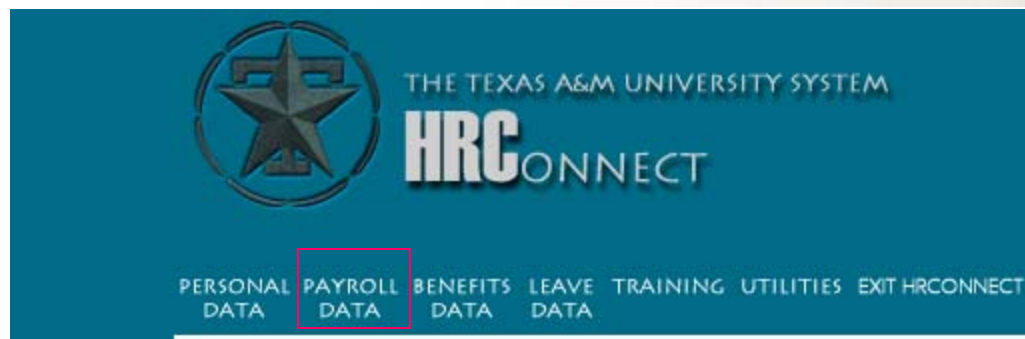 THE TEXAS A&M UNIVERSITY SYSTEM
HRCONNECT
PERSONAL DATA
PAYROLL DATA
BENEFITS DATA
LEAVE DATA
TRAINING
UTILITIES
EXIT HRCONNECT